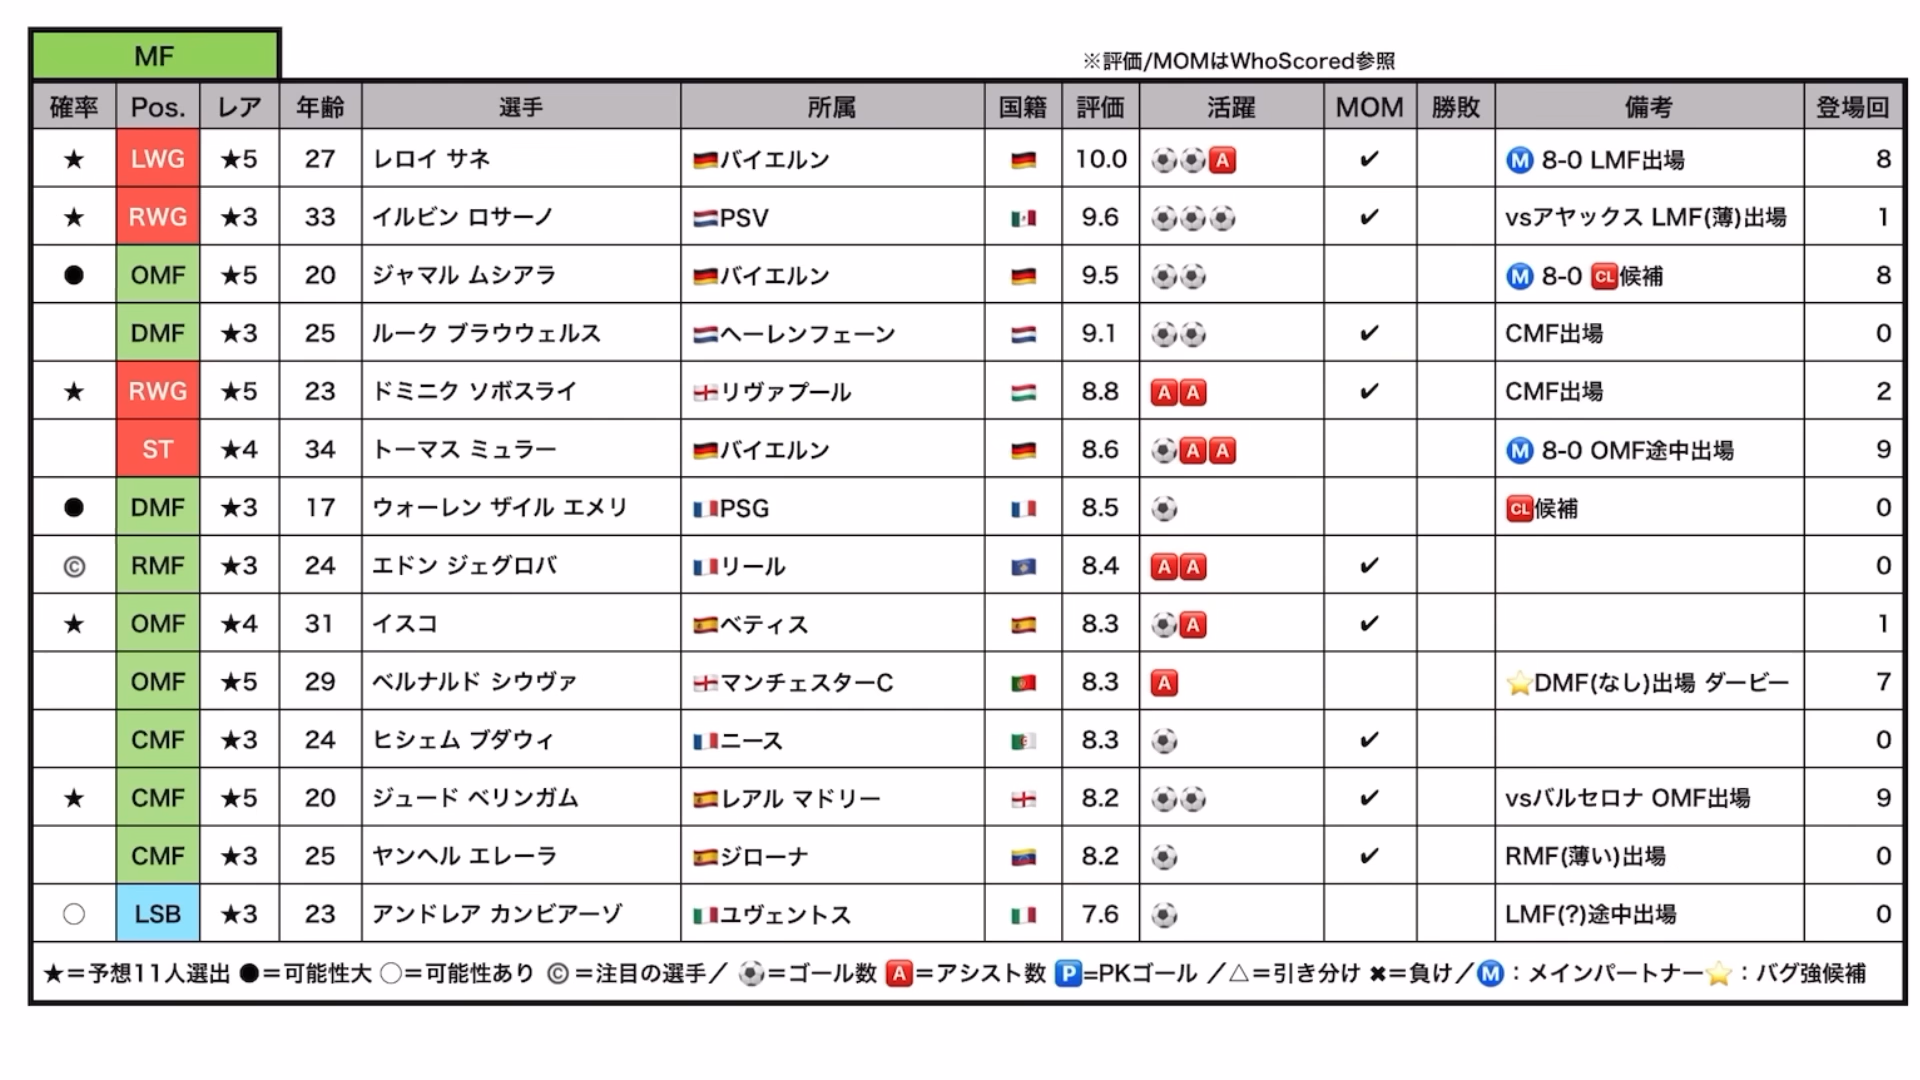 MF
※評価/MOMはWhoScored参照
確率 Pos. レア 年齢 選手 所属 国籍 評価 活躍 MOM 勝敗 備考 登場回
★ LWG ★5 27 レロイ サネ 🇩🇪バイエルン 🇩🇪 10.0 ⚽⚽🅰 ✔ Ⓜ 8-0 LMF出場 8
★ RWG ★3 33 イルビン ロサーノ 🇳🇱PSV 🇲🇽 9.6 ⚽⚽⚽ ✔ vsアヤックス LMF(薄)出場 1
● OMF ★5 20 ジャマル ムシアラ 🇩🇪バイエルン 🇩🇪 9.5 ⚽⚽ Ⓜ 8-0 CL候補 8
DMF ★3 25 ルーク ブラウウェルス 🇳🇱ヘーレンフェーン 🇳🇱 9.1 ⚽⚽ ✔ CMF出場 0
★ RWG ★5 23 ドミニク ソボスライ 🏴󠁧󠁢󠁥󠁮󠁧󠁿リヴァプール 🇭🇺 8.8 🅰🅰 ✔ CMF出場 2
ST ★4 34 トーマス ミュラー 🇩🇪バイエルン 🇩🇪 8.6 ⚽🅰🅰 Ⓜ 8-0 OMF途中出場 9
● DMF ★3 17 ウォーレン ザイル エメリ 🇫🇷PSG 🇫🇷 8.5 ⚽ CL候補 0
© RMF ★3 24 エドン ジェグロバ 🇫🇷リール 🇽🇰 8.4 🅰🅰 ✔ 0
★ OMF ★4 31 イスコ 🇪🇸ベティス 🇪🇸 8.3 ⚽🅰 ✔ 1
OMF ★5 29 ベルナルド シウヴァ 🏴󠁧󠁢󠁥󠁮󠁧󠁿マンチェスターC 🇵🇹 8.3 🅰 ⭐DMF(なし)出場 ダービー 7
CMF ★3 24 ヒシェム ブダウィ 🇫🇷ニース 🇩🇿 8.3 ⚽ ✔ 0
★ CMF ★5 20 ジュード ベリンガム 🇪🇸レアル マドリー 🏴󠁧󠁢󠁥󠁮󠁧󠁿 8.2 ⚽⚽ ✔ vsバルセロナ OMF出場 9
CMF ★3 25 ヤンヘル エレーラ 🇪🇸ジローナ 🇻🇪 8.2 ⚽ ✔ RMF(薄い)出場 0
○ LSB ★3 23 アンドレア カンビアーゾ 🇮🇹ユヴェントス 🇮🇹 7.6 ⚽ LMF(?)途中出場 0
★＝予想11人選出 ●＝可能性大 ○＝可能性あり ©＝注目の選手／ ⚽＝ゴール数 🅰＝アシスト数 🅿=PKゴール ／△＝引き分け ✖＝負け／Ⓜ：メインパートナー⭐：バグ強候補